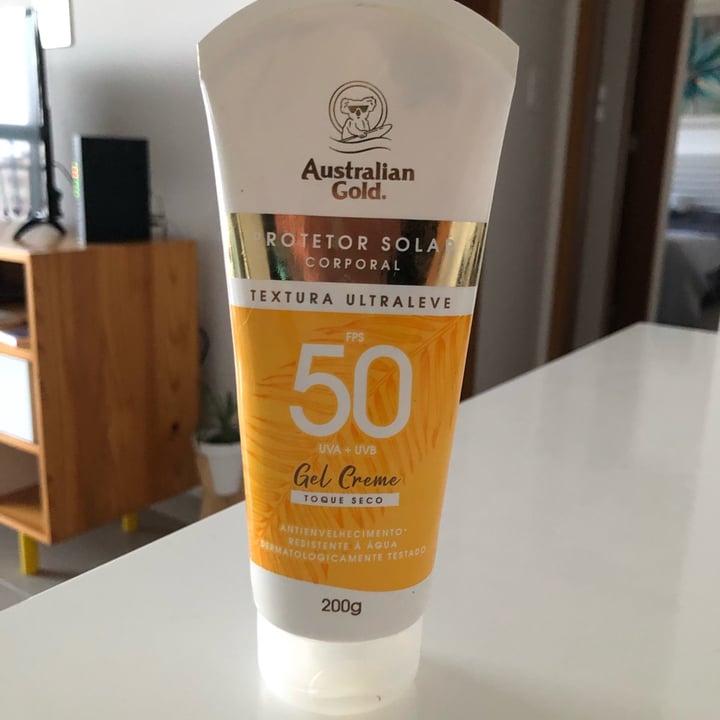 Australian
Gold.
PROTETOR SOLAR
CORPORAL
TEXTURA ULTRALEVE
FPS
50
UVA + UVB
Gel Creme
TOQUE SECO
ANTIENVELHECIMENTO*
RESISTENTE À ÁGUA
DERMATOLOGICAMENTE TESTADO
200g